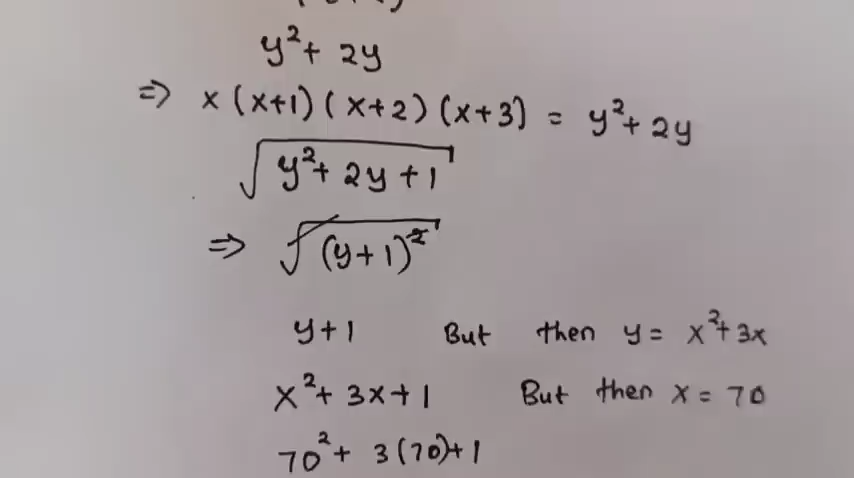 y² + 2y
⇒ x (x+1) (x+2) (x+3) = y² + 2y
√(y² + 2y + 1)
⇒ √((y+1)²)
y + 1 But then y = x² + 3x
x² + 3x + 1 But then x = 70
70² + 3(70) + 1